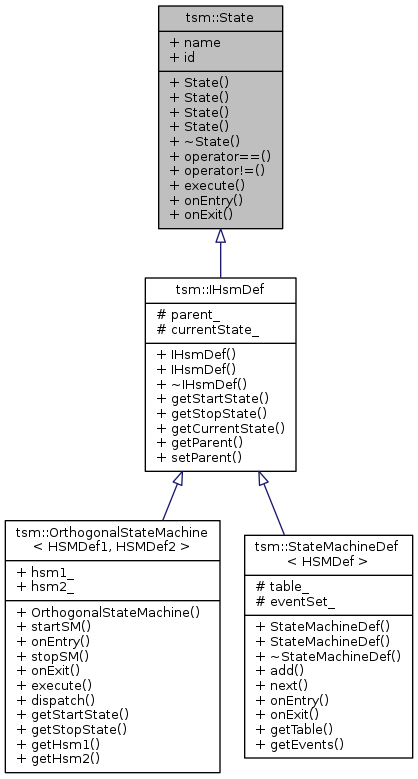 tsm::State
+ name
+ id
+ State()
+ State()
+ State()
+ State()
+ ~State()
+ operator==()
+ operator!=()
+ execute()
+ onEntry()
+ onExit()
tsm::IHsmDef
# parent_
# currentState_
+ IHsmDef()
+ IHsmDef()
+ ~IHsmDef()
+ getStartState()
+ getStopState()
+ getCurrentState()
+ getParent()
+ setParent()
tsm::OrthogonalStateMachine
< HSMDef1, HSMDef2 >
+ hsm1_
+ hsm2_
+ OrthogonalStateMachine()
+ startSM()
+ onEntry()
+ stopSM()
+ onExit()
+ execute()
+ dispatch()
+ getStartState()
+ getStopState()
+ getHsm1()
+ getHsm2()
tsm::StateMachineDef
< HSMDef >
# table_
# eventSet_
+ StateMachineDef()
+ StateMachineDef()
+ ~StateMachineDef()
+ add()
+ next()
+ onEntry()
+ onExit()
+ getTable()
+ getEvents()